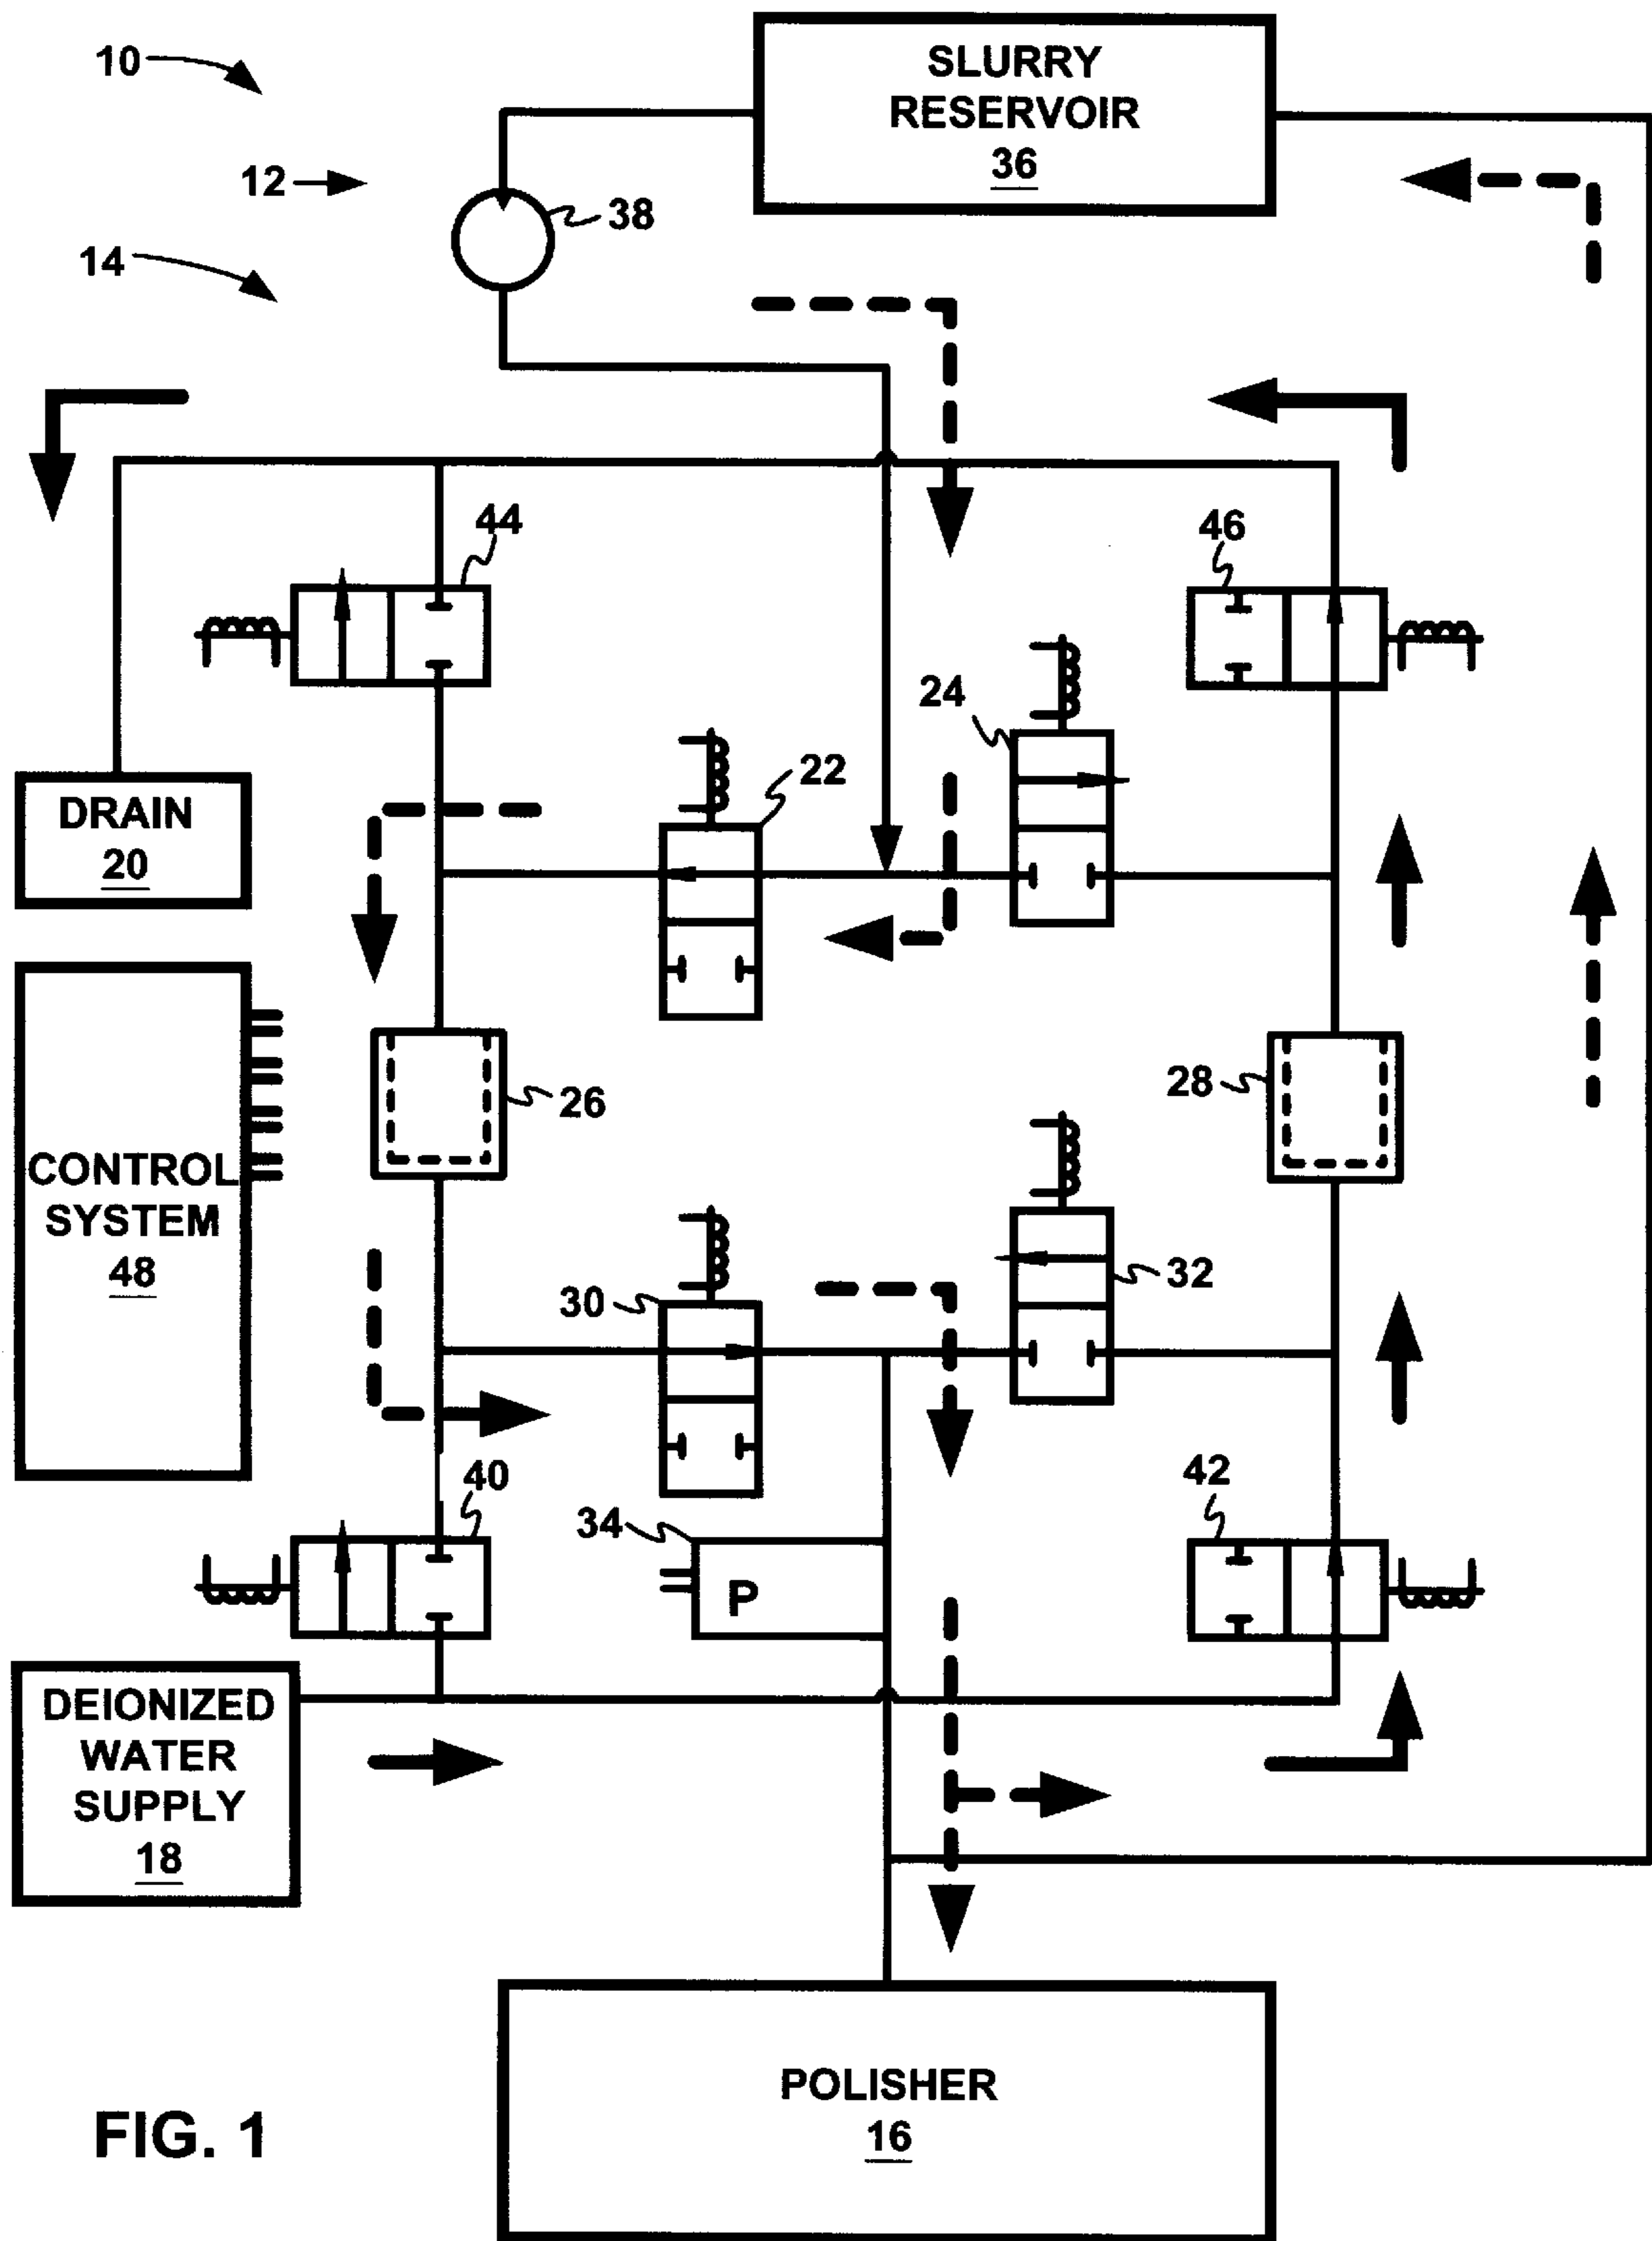 10
12
14
SLURRY
RESERVOIR
36
38
44
46
24
22
DRAIN
20
26
28
CONTROL
SYSTEM
48
30
32
40
42
34
P
DEIONIZED
WATER
SUPPLY
18
POLISHER
16
FIG. 1